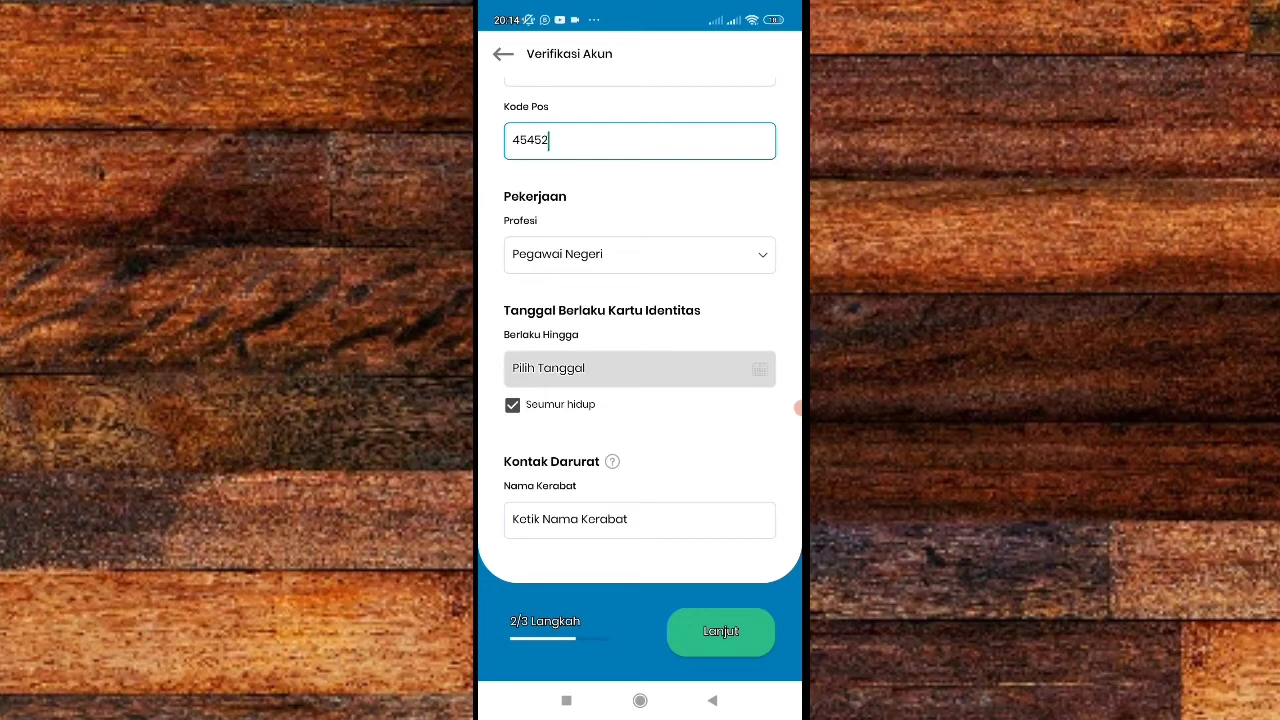 20:14
Verifikasi Akun
Kode Pos
45452
Pekerjaan
Profesi
Pegawai Negeri
Tanggal Berlaku Kartu Identitas
Berlaku Hingga
Pilih Tanggal
Seumur hidup
Kontak Darurat ?
Nama Kerabat
Ketik Nama Kerabat
2/3 Langkah
Lanjut